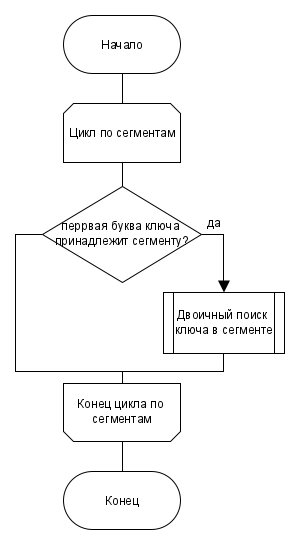 Начало
Цикл по сегментам
перрвая буква ключа
принадлежит сегменту?
да
Двоичный поиск
ключа в сегменте
Конец цикла по
сегментам
Конец